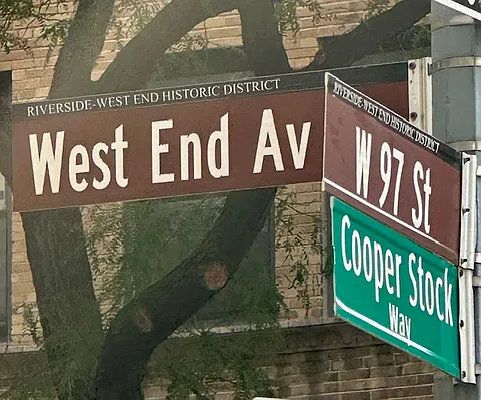 RIVERSIDE-WEST END HISTORIC DISTRICT
West End Av
RIVERSIDE-WEST END HISTORIC DISTRICT
W 97 St
Cooper Stock
Way